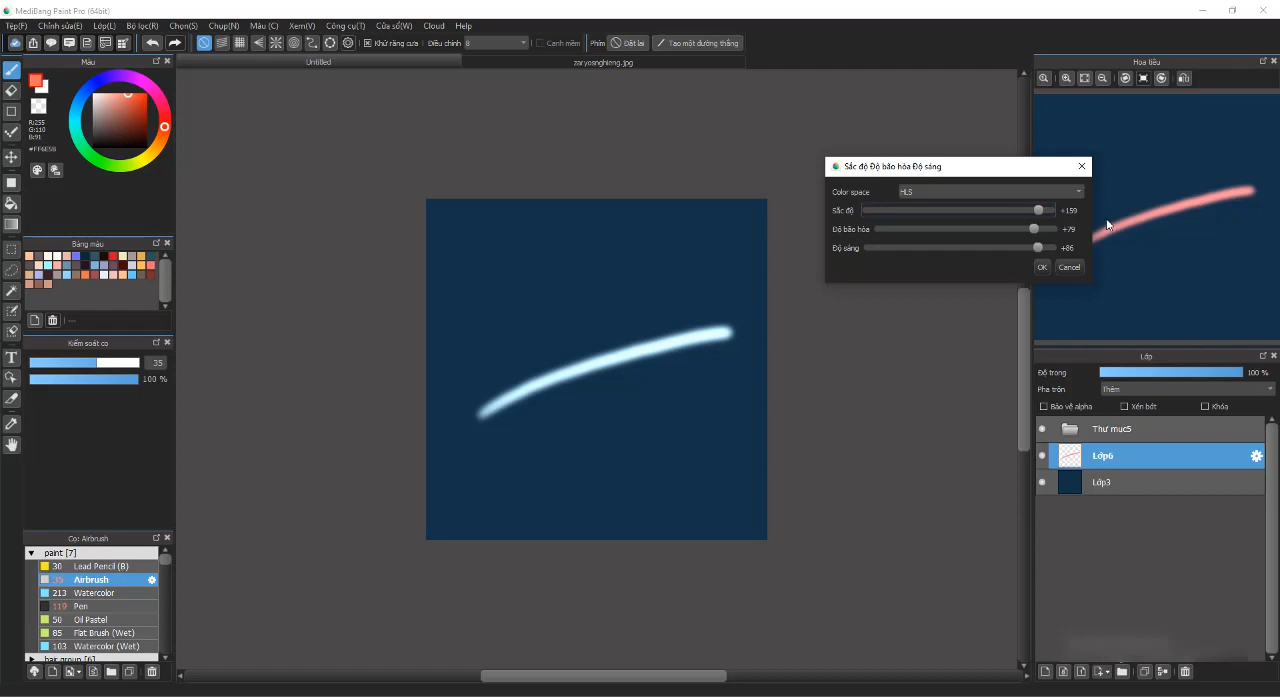 MediBang Paint Pro (64bit)
Tệp(F) Chỉnh sửa(E) Lớp(L) Bộ lọc(R) Chọn(S) Chụp(N) Xem(V) Màu (C) Công cụ(T) Cửa sổ(W) Cloud Help
Khử răng cưa Điều chỉnh 8 Cạnh mềm Phím Đặt lại Tạo một đường thẳng
Untitled
zaryosnghieng.jpg
Màu
R:255
G:110
B:91
#FF6E5B
Bảng màu
---
Kiểm soát cọ
35
100 %
Cọ: Airbrush
paint [7]
30 Lead Pencil (B)
35 Airbrush
213 Watercolor
119 Pen
50 Oil Pastel
85 Flat Brush (Wet)
103 Watercolor (Wet)
hair group [6]
Sắc độ Độ bão hòa Độ sáng
Color space HLS
Sắc độ +159
Độ bão hòa +79
Độ sáng +86
OK Cancel
Hoa tiêu
Lớp
Độ trong 100 %
Pha trộn Thêm
Bảo vệ alpha Xén bớt Khóa
Thư mục5
Lớp6
Lớp3